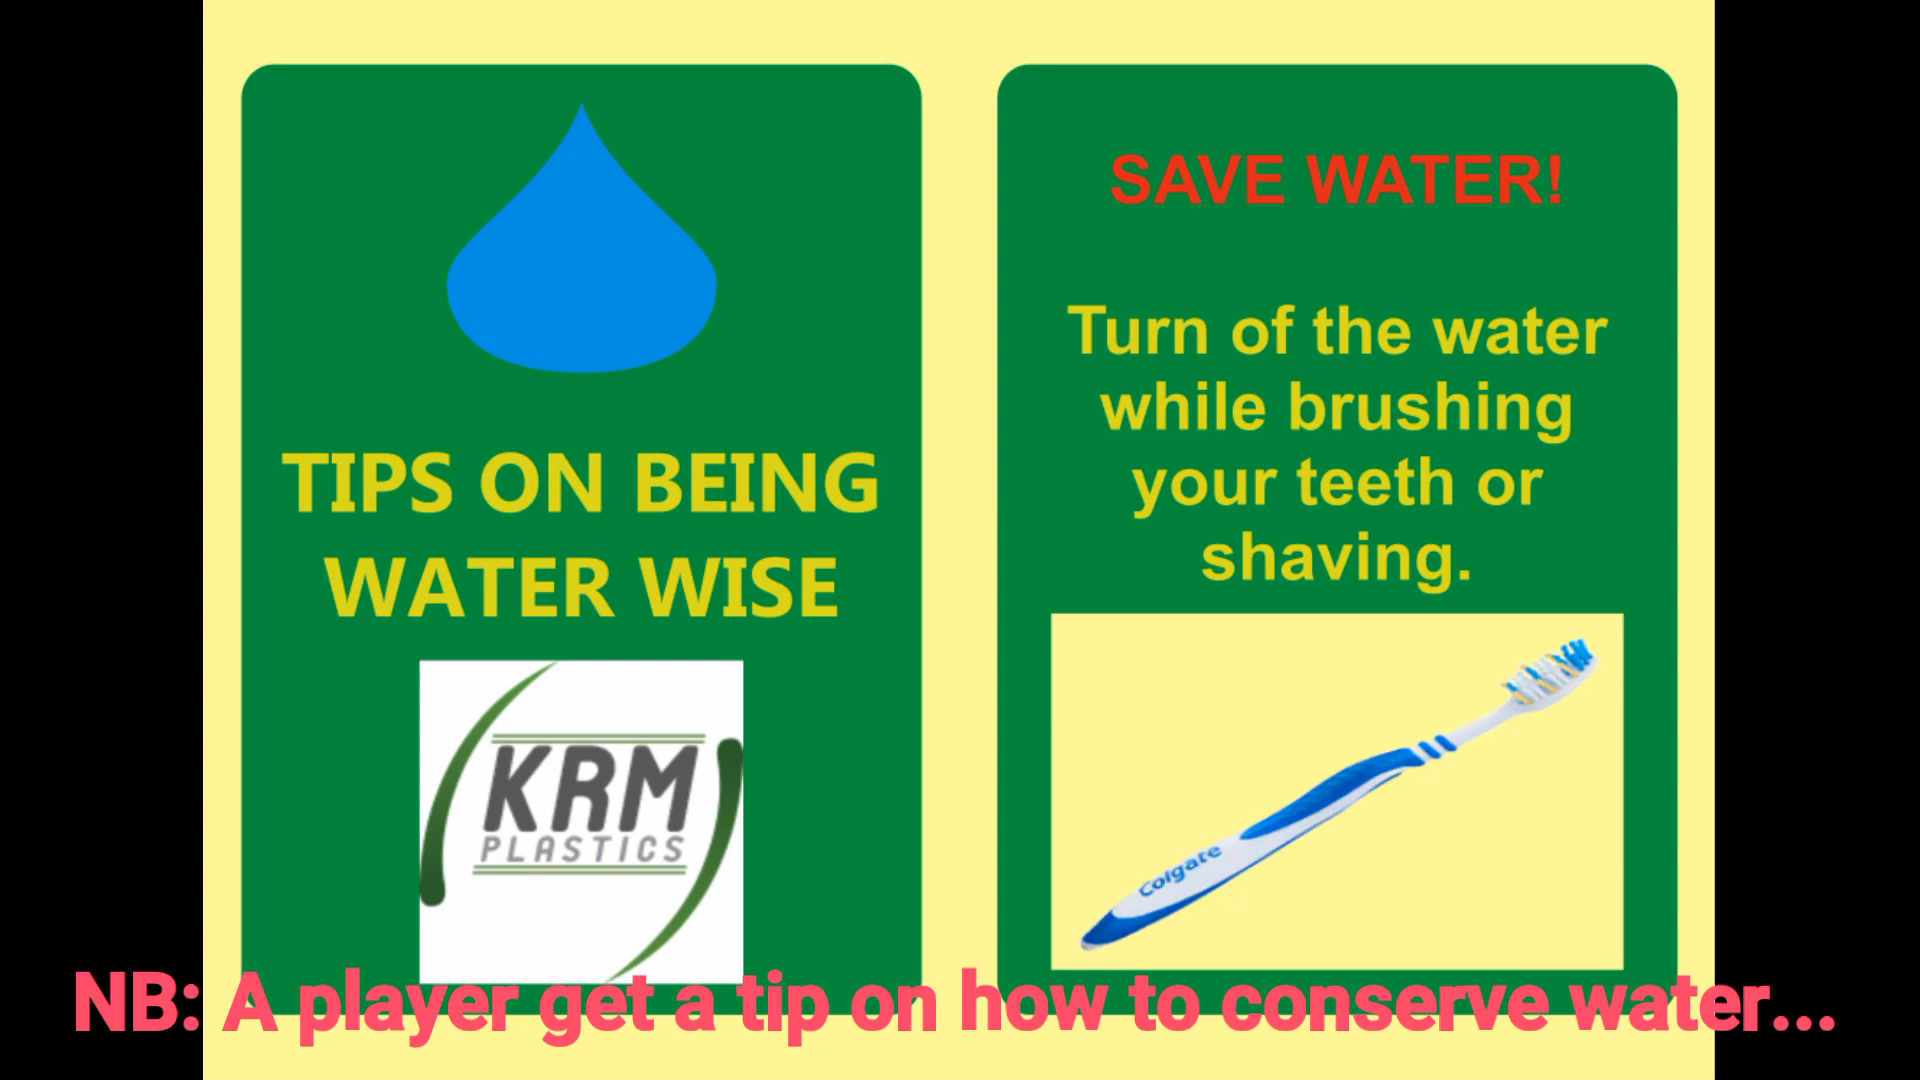 TIPS ON BEING
WATER WISE
KRM
PLASTICS
SAVE WATER!
Turn of the water
while brushing
your teeth or
shaving.
Colgate
NB: A player get a tip on how to conserve water...